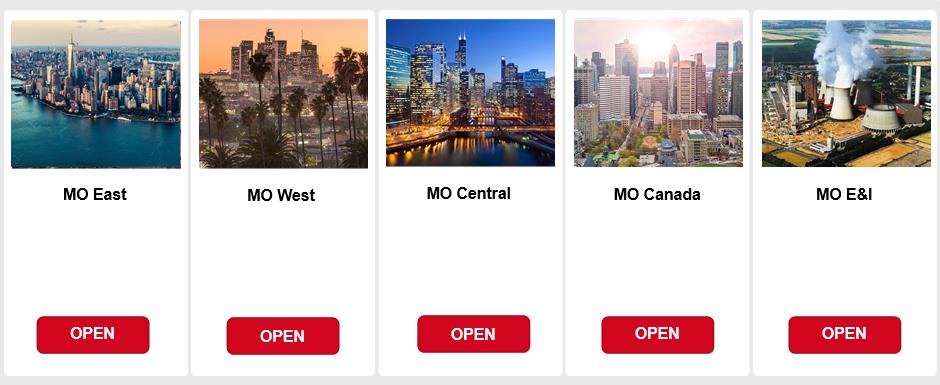 MO East
MO West
MO Central
MO Canada
MO E&I
OPEN
OPEN
OPEN
OPEN
OPEN